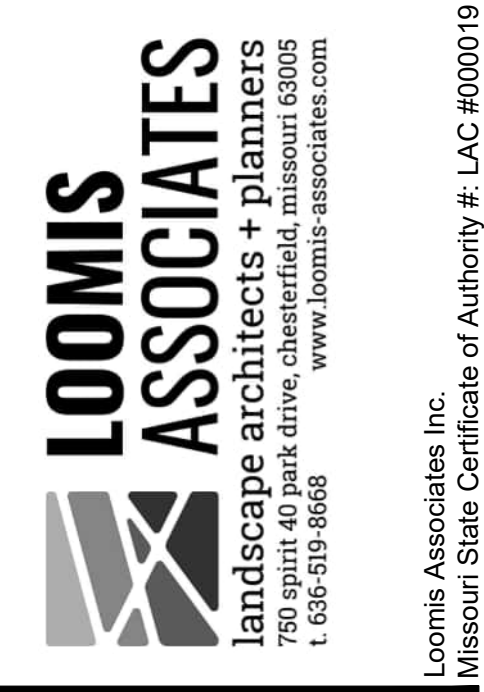 LOOMIS
ASSOCIATES
landscape architects + planners
750 spirit 40 park drive, chesterfield, missouri 63005
t. 636-519-8668 www.loomis-associates.com
Loomis Associates Inc.
Missouri State Certificate of Authority #: LAC #000019